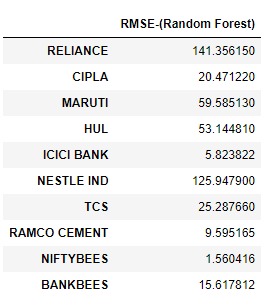 RMSE-(Random Forest)
RELIANCE 141.356150
CIPLA 20.471220
MARUTI 59.585130
HUL 53.144810
ICICI BANK 5.823822
NESTLE IND 125.947900
TCS 25.287660
RAMCO CEMENT 9.595165
NIFTYBEES 1.560416
BANKBEES 15.617812